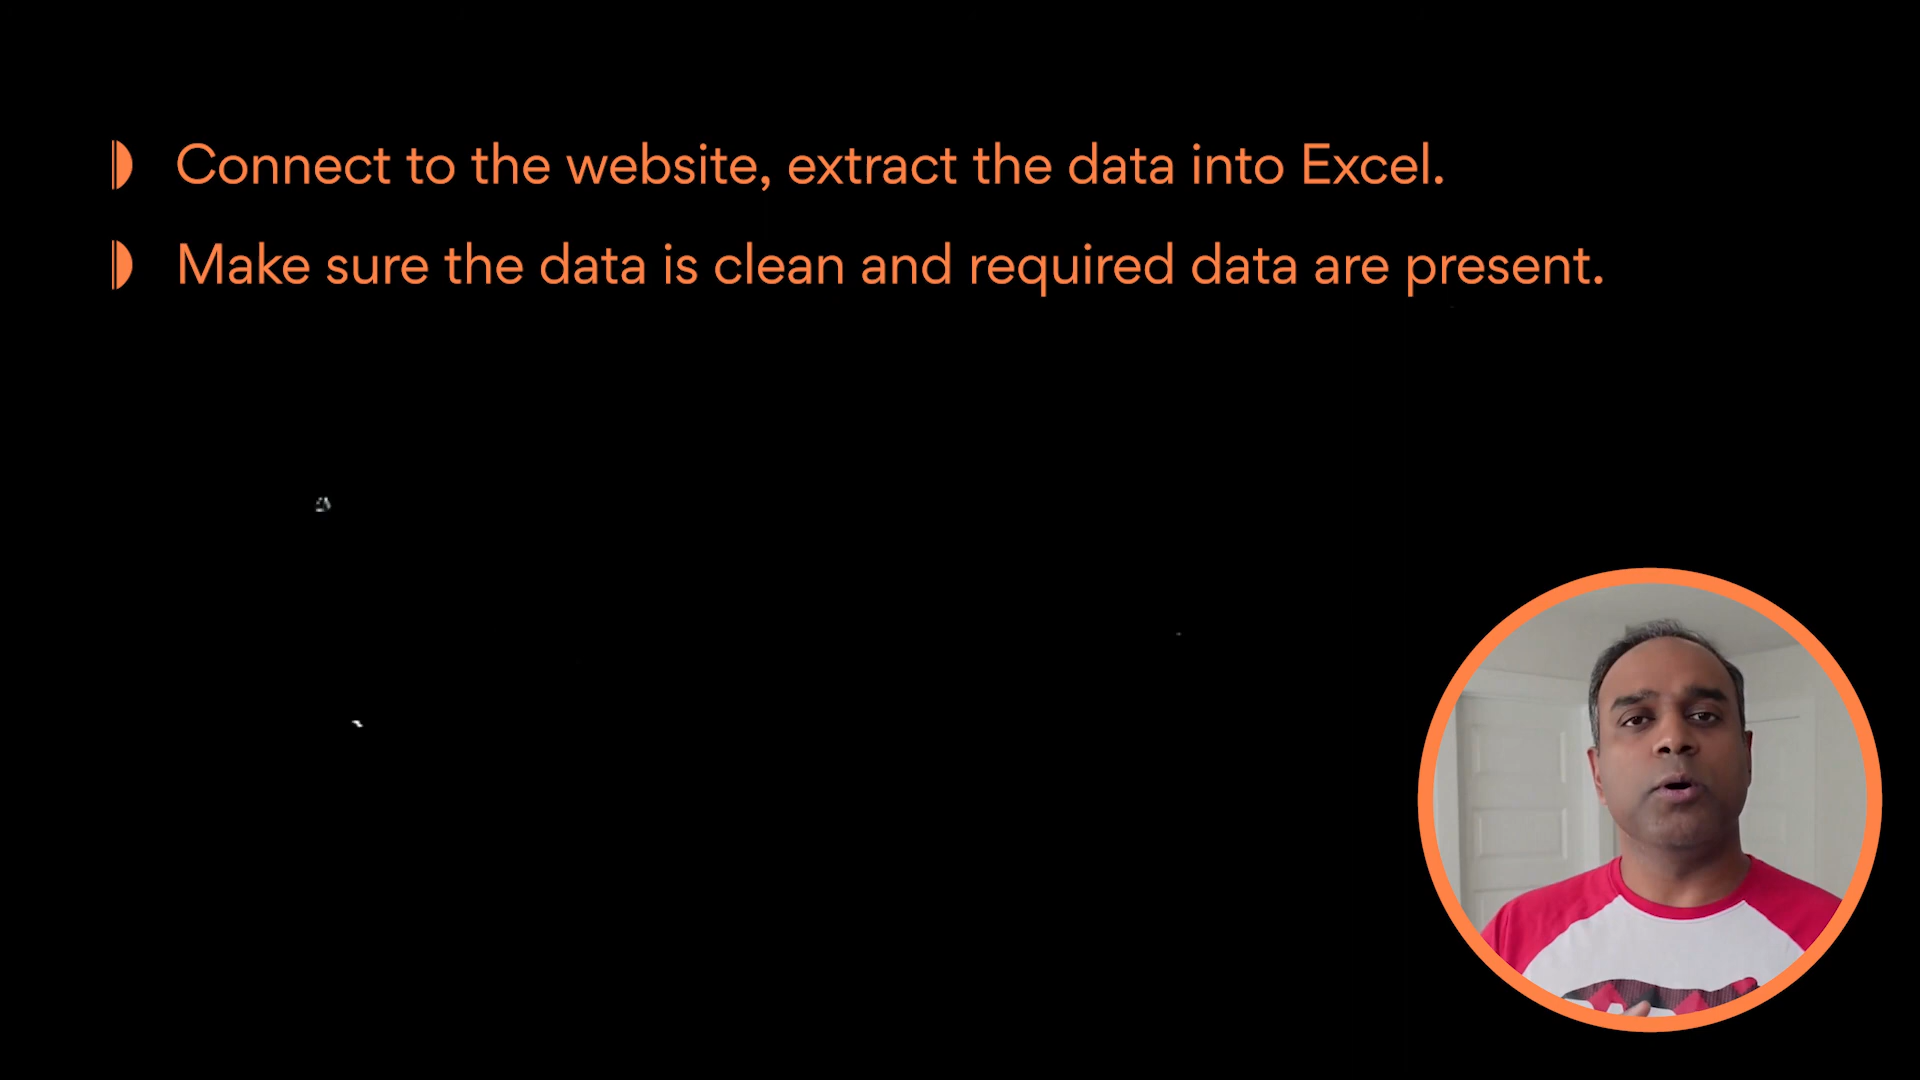 Connect to the website, extract the data into Excel.
Make sure the data is clean and required data are present.